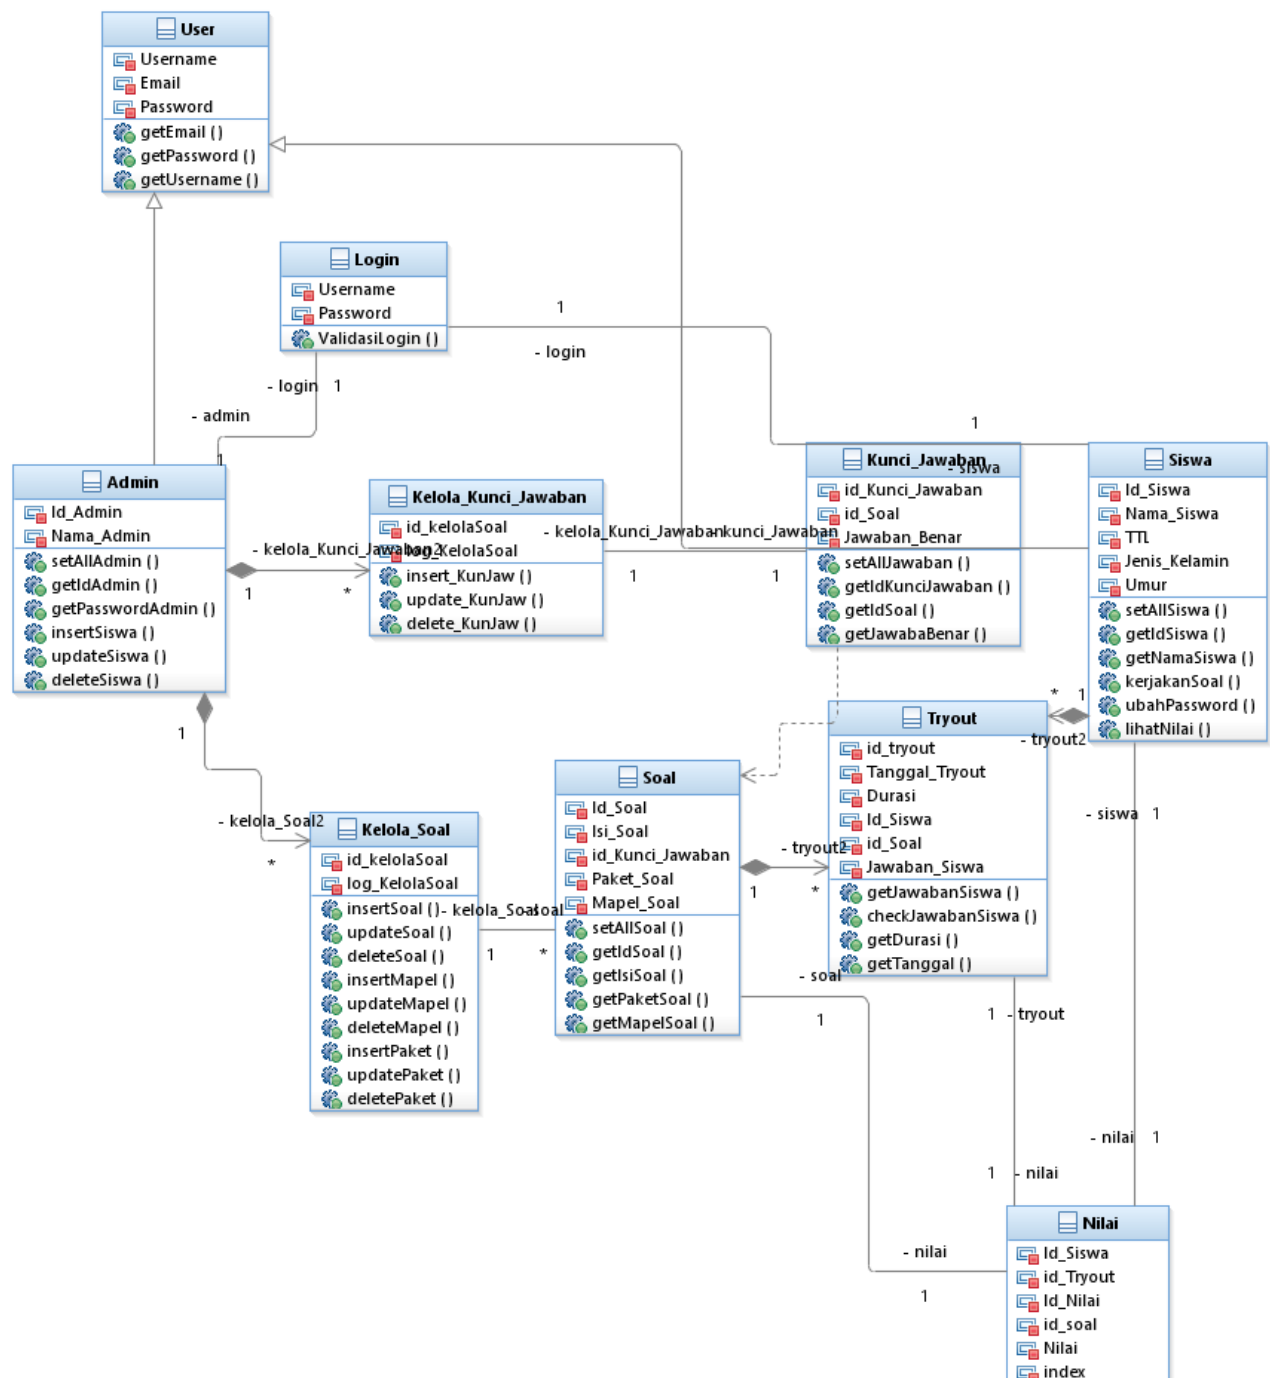 User
Username
Email
Password
getEmail ()
getPassword ()
getUsername ()
Login
Username
Password
ValidasiLogin ()
1
- login
- login 1
- admin
1
1
- siswa
Admin
Id_Admin
Nama_Admin
setAllAdmin ()
getIdAdmin ()
getPasswordAdmin ()
insertSiswa ()
updateSiswa ()
deleteSiswa ()
- kelola_Kunci_Jawaban2
1
*
Kelola_Kunci_Jawaban
id_kelolaSoal
log_KelolaSoal
insert_KunJaw ()
update_KunJaw ()
delete_KunJaw ()
- kelola_Kunci_Jawaban
- kunci_Jawaban
1
1
Kunci_Jawaban
id_Kunci_Jawaban
id_Soal
Jawaban_Benar
setAllJawaban ()
getIdKunciJawaban ()
getIdSoal ()
getJawabaBenar ()
Siswa
Id_Siswa
Nama_Siswa
TTL
Jenis_Kelamin
Umur
setAllSiswa ()
getIdSiswa ()
getNamaSiswa ()
kerjakanSoal ()
ubahPassword ()
lihatNilai ()
* 1
- tryout2
Tryout
id_tryout
Tanggal_Tryout
Durasi
Id_Siswa
id_Soal
Jawaban_Siswa
getJawabanSiswa ()
checkJawabanSiswa ()
getDurasi ()
getTanggal ()
1
- kelola_Soal2
*
Kelola_Soal
id_kelolaSoal
log_KelolaSoal
insertSoal ()
updateSoal ()
deleteSoal ()
insertMapel ()
updateMapel ()
deleteMapel ()
insertPaket ()
updatePaket ()
deletePaket ()
- kelola_Soal
- soal
1
*
Soal
Id_Soal
Isi_Soal
id_Kunci_Jawaban
Paket_Soal
Mapel_Soal
setAllSoal ()
getIdSoal ()
getIsiSoal ()
getPaketSoal ()
getMapelSoal ()
- tryout2
1
*
- soal
1
- siswa 1
1 - tryout
- nilai 1
1 - nilai
- nilai
1
Nilai
Id_Siswa
id_Tryout
Id_Nilai
id_soal
Nilai
index